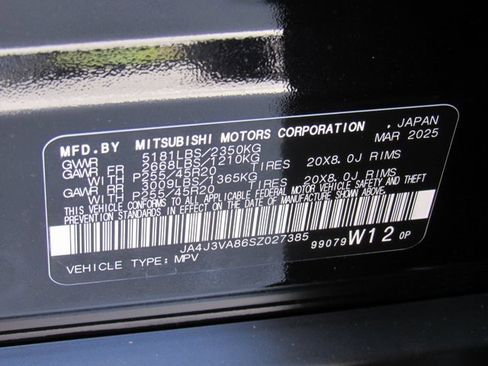 MFD.BY MITSUBISHI MOTORS CORPORATION , JAPAN
MAR 2025
GVWR 5181LBS/2350KG
GAWR FR 2668LBS/1210KG
WITH P255/45R20 TIRES 20X8.0J RIMS
GAWR RR 3009LBS/1365KG
WITH P255/45R20 TIRES 20X8.0J RIMS
THIS VEHICLE CONFORMS TO ALL APPLICABLE FEDERAL MOTOR VEHICLE SAFETY AND THEFT
PREVENTION STANDARDS IN EFFECT ON THE DATE OF MANUFACTURE SHOWN ABOVE.
JA4J3VA86SZ027385
99079 W12 0P
VEHICLE TYPE: MPV